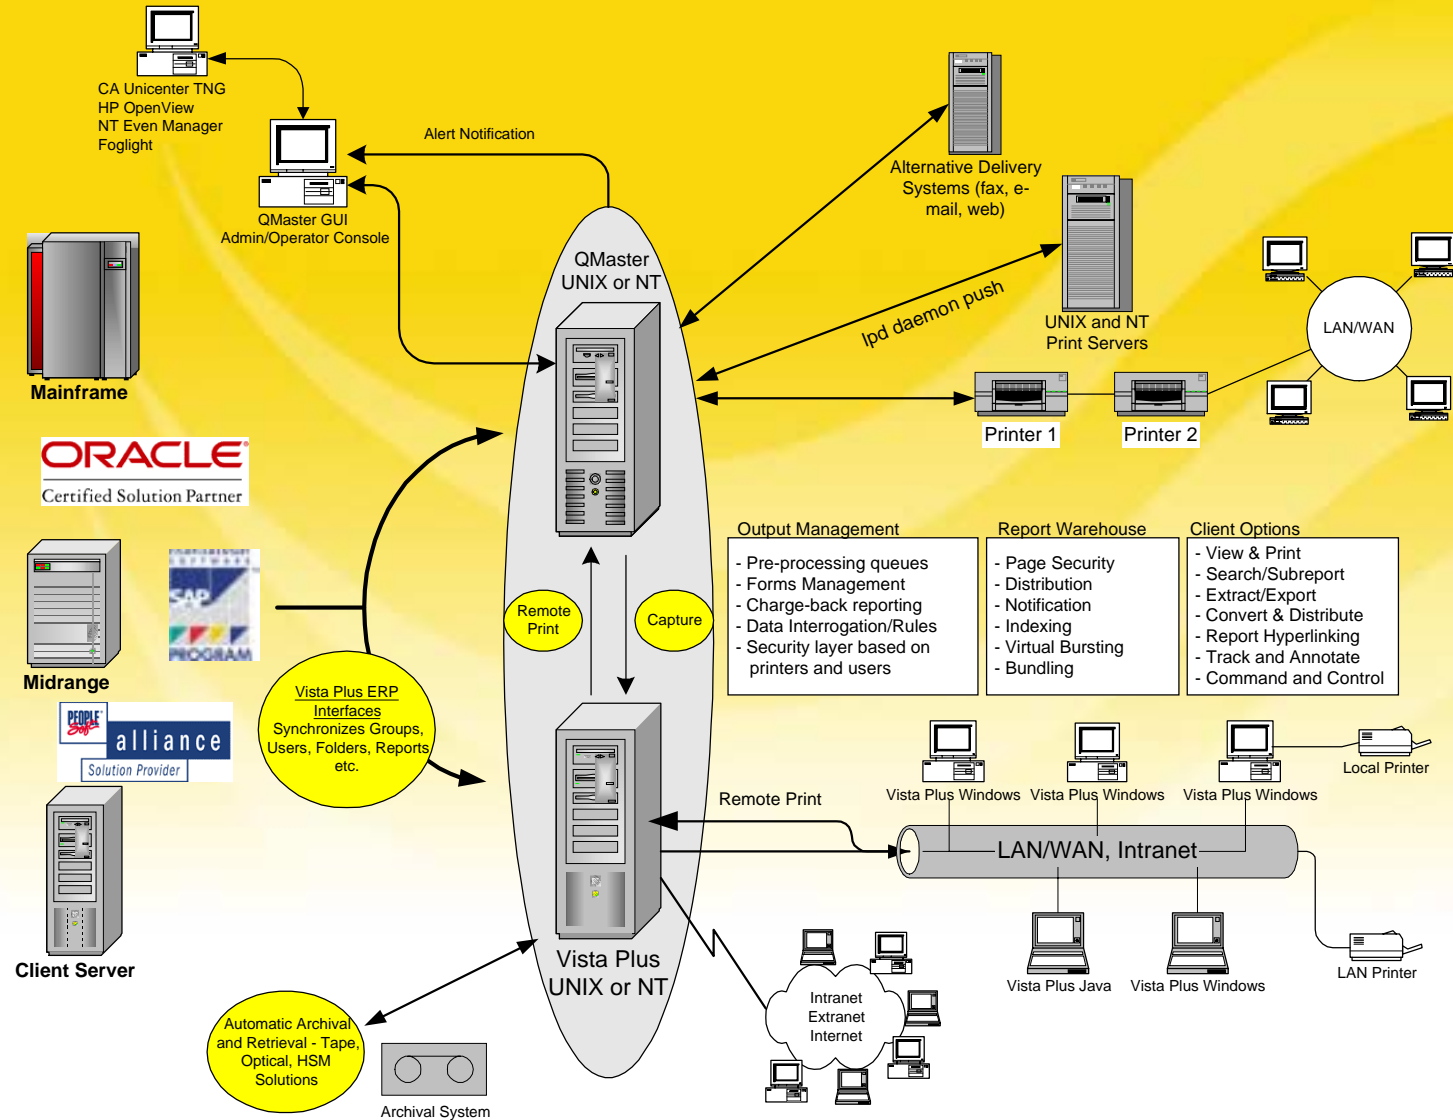 CA Unicenter TNG
HP OpenView
NT Even Manager
Foglight
Alert Notification
QMaster GUI
Admin/Operator Console
Alternative Delivery
Systems (fax, e-
mail, web)
QMaster
UNIX or NT
lpd daemon push
UNIX and NT
Print Servers
LAN/WAN
Mainframe
Printer 1
Printer 2
ORACLE®
Certified Solution Partner
Output Management
- Pre-processing queues
- Forms Management
- Charge-back reporting
- Data Interrogation/Rules
- Security layer based on
printers and users
Report Warehouse
- Page Security
- Distribution
- Notification
- Indexing
- Virtual Bursting
- Bundling
Client Options
- View & Print
- Search/Subreport
- Extract/Export
- Convert & Distribute
- Report Hyperlinking
- Track and Annotate
- Command and Control
SOFTWARE
SAP
PROGRAM
Remote
Print
Capture
Midrange
Vista Plus ERP
Interfaces
Synchronizes Groups,
Users, Folders, Reports
etc.
PEOPLE
Soft
alliance
Solution Provider
Local Printer
Vista Plus Windows
Vista Plus Windows
Vista Plus Windows
Remote Print
LAN/WAN, Intranet
Client Server
Vista Plus
UNIX or NT
Vista Plus Java
Vista Plus Windows
LAN Printer
Intranet
Extranet
Internet
Automatic Archival
and Retrieval - Tape,
Optical, HSM
Solutions
Archival System